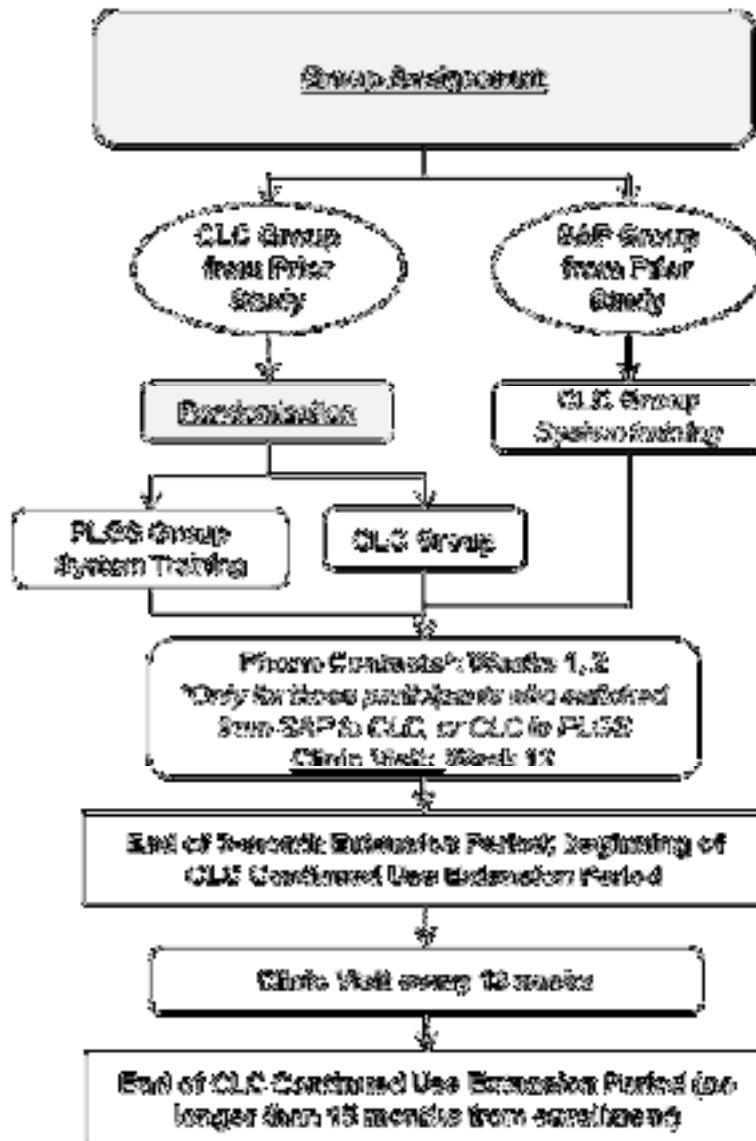 Group Assignment
CLC Group
from Prior
Study
SAP Group
from Prior
Study
Randomization
CLC Group
System training
PLGS Group
System Training
CLC Group
Phone Contacts*: Weeks 1, 2
*Only for those participants who switched
from SAP to CLC, or CLC to PLGS
Clinic Visit: Week
End of 3-month Extension Period; beginning of
CLC Continued Use Extension Period
Clinic Visit every 13 weeks
End of CLC Continued Use Extension Period (no
longer than months from enrollment)